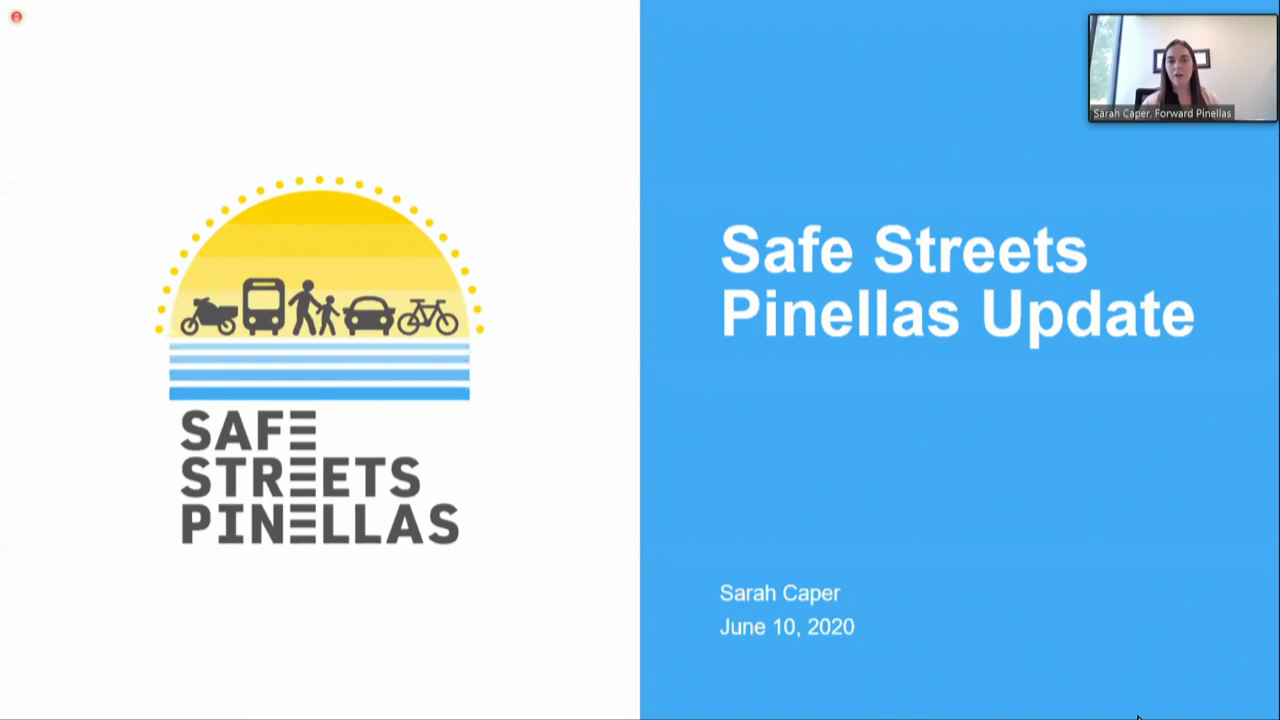 Sarah Caper, Forward Pinellas
Safe Streets
Pinellas Update
SAFE
STREETS
PINELLAS
Sarah Caper
June 10, 2020